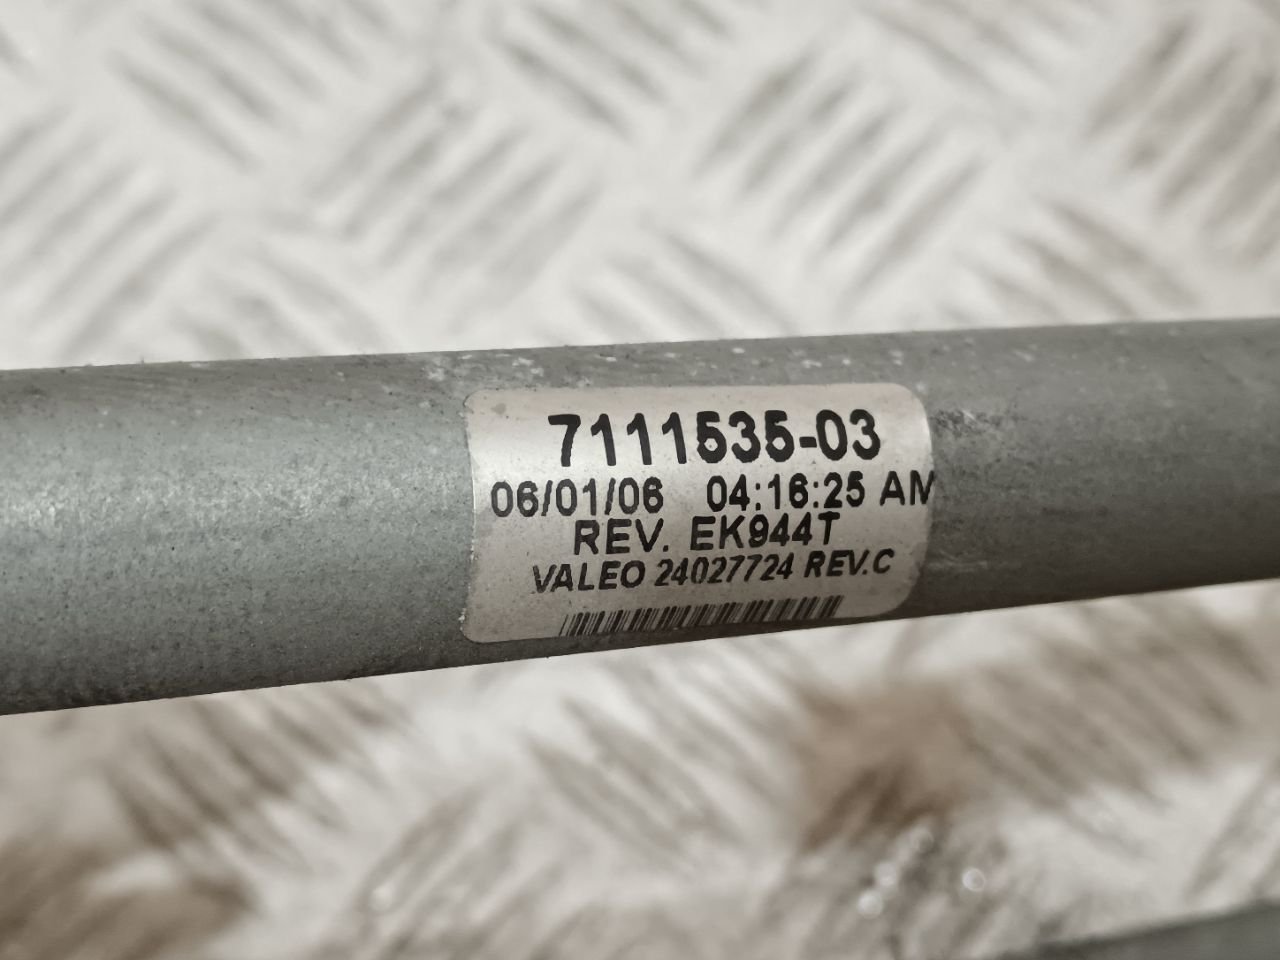 7111535-03
06/01/06 04:16:25 AM
REV. EK944T
VALEO 24027724 REV.C